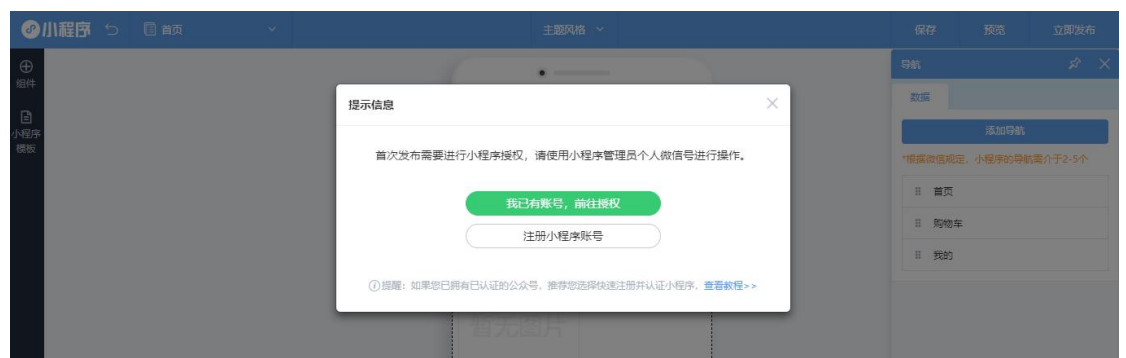 小程序
首页
主题风格
保存
预览
立即发布
组件
小程序
模板
提示信息
首次发布需要进行小程序授权，请使用小程序管理员个人微信号进行操作。
我已有账号，前往授权
注册小程序账号
提醒：如果您已拥有已认证的公众号，推荐您选择快速注册并认证小程序，查看教程>>
暂无图片
导航
数据
添加导航
*根据微信规定，小程序的导航需介于2-5个
首页
购物车
我的